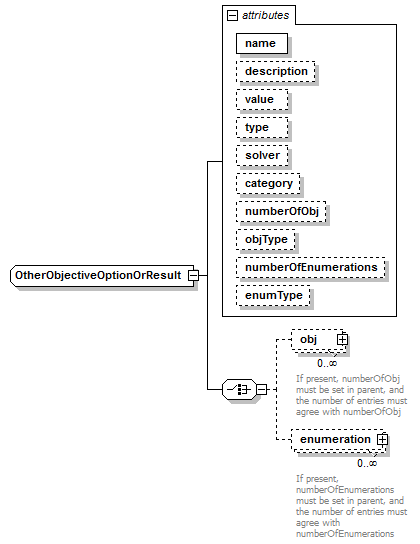 attributes
name
description
value
type
solver
category
numberOfObj
objType
numberOfEnumerations
enumType
OtherObjectiveOptionOrResult
obj
0..∞
If present, numberOfObj
must be set in parent, and
the number of entries must
agree with numberOfObj
enumeration
0..∞
If present,
numberOfEnumerations
must be set in parent, and
the number of entries must
agree with
numberOfEnumerations